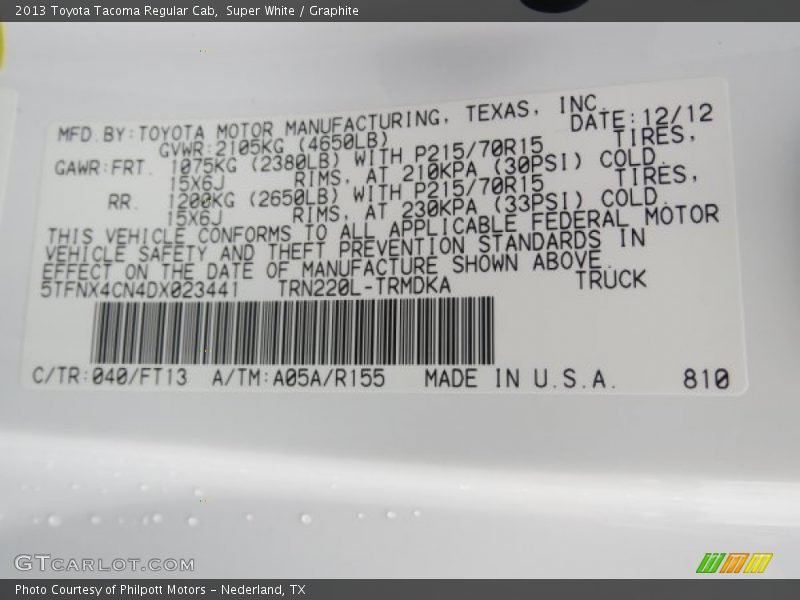 2013 Toyota Tacoma Regular Cab, Super White / Graphite
MFD.BY:TOYOTA MOTOR MANUFACTURING, TEXAS, INC.
GVWR:2105KG (4650LB) DATE:12/12
GAWR:FRT. 1075KG (2380LB) WITH P215/70R15 TIRES,
15X6J RIMS, AT 210KPA (30PSI) COLD.
RR. 1200KG (2650LB) WITH P215/70R15 TIRES,
15X6J RIMS, AT 230KPA (33PSI) COLD.
THIS VEHICLE CONFORMS TO ALL APPLICABLE FEDERAL MOTOR
VEHICLE SAFETY AND THEFT PREVENTION STANDARDS IN
EFFECT ON THE DATE OF MANUFACTURE SHOWN ABOVE.
5TFNX4CN4DX023441 TRN220L-TRMDKA TRUCK
C/TR:040/FT13 A/TM:A05A/R155 MADE IN U.S.A. 810
GTCARLOT.COM
Photo Courtesy of Philpott Motors - Nederland, TX